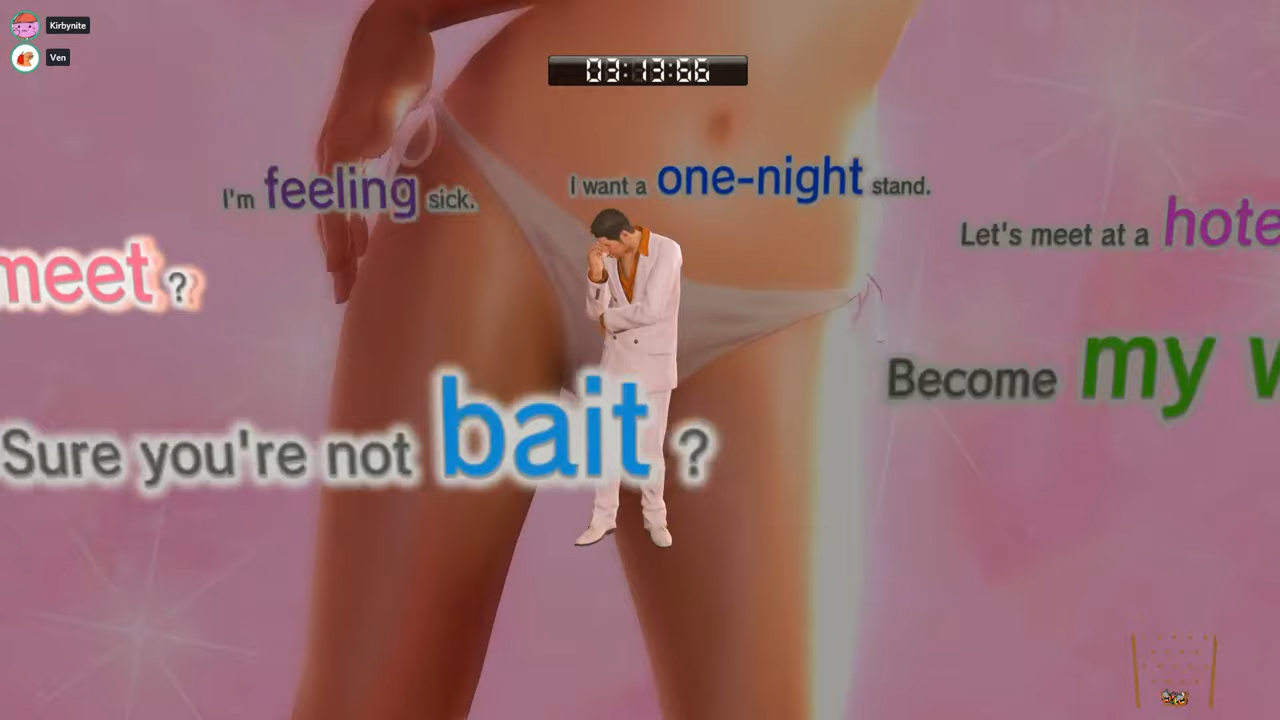 Kirbynite
Ven
03:13:66
I'm feeling sick.
I want a one-night stand.
Let's meet at a hote
meet?
Become my
Sure you're not bait?